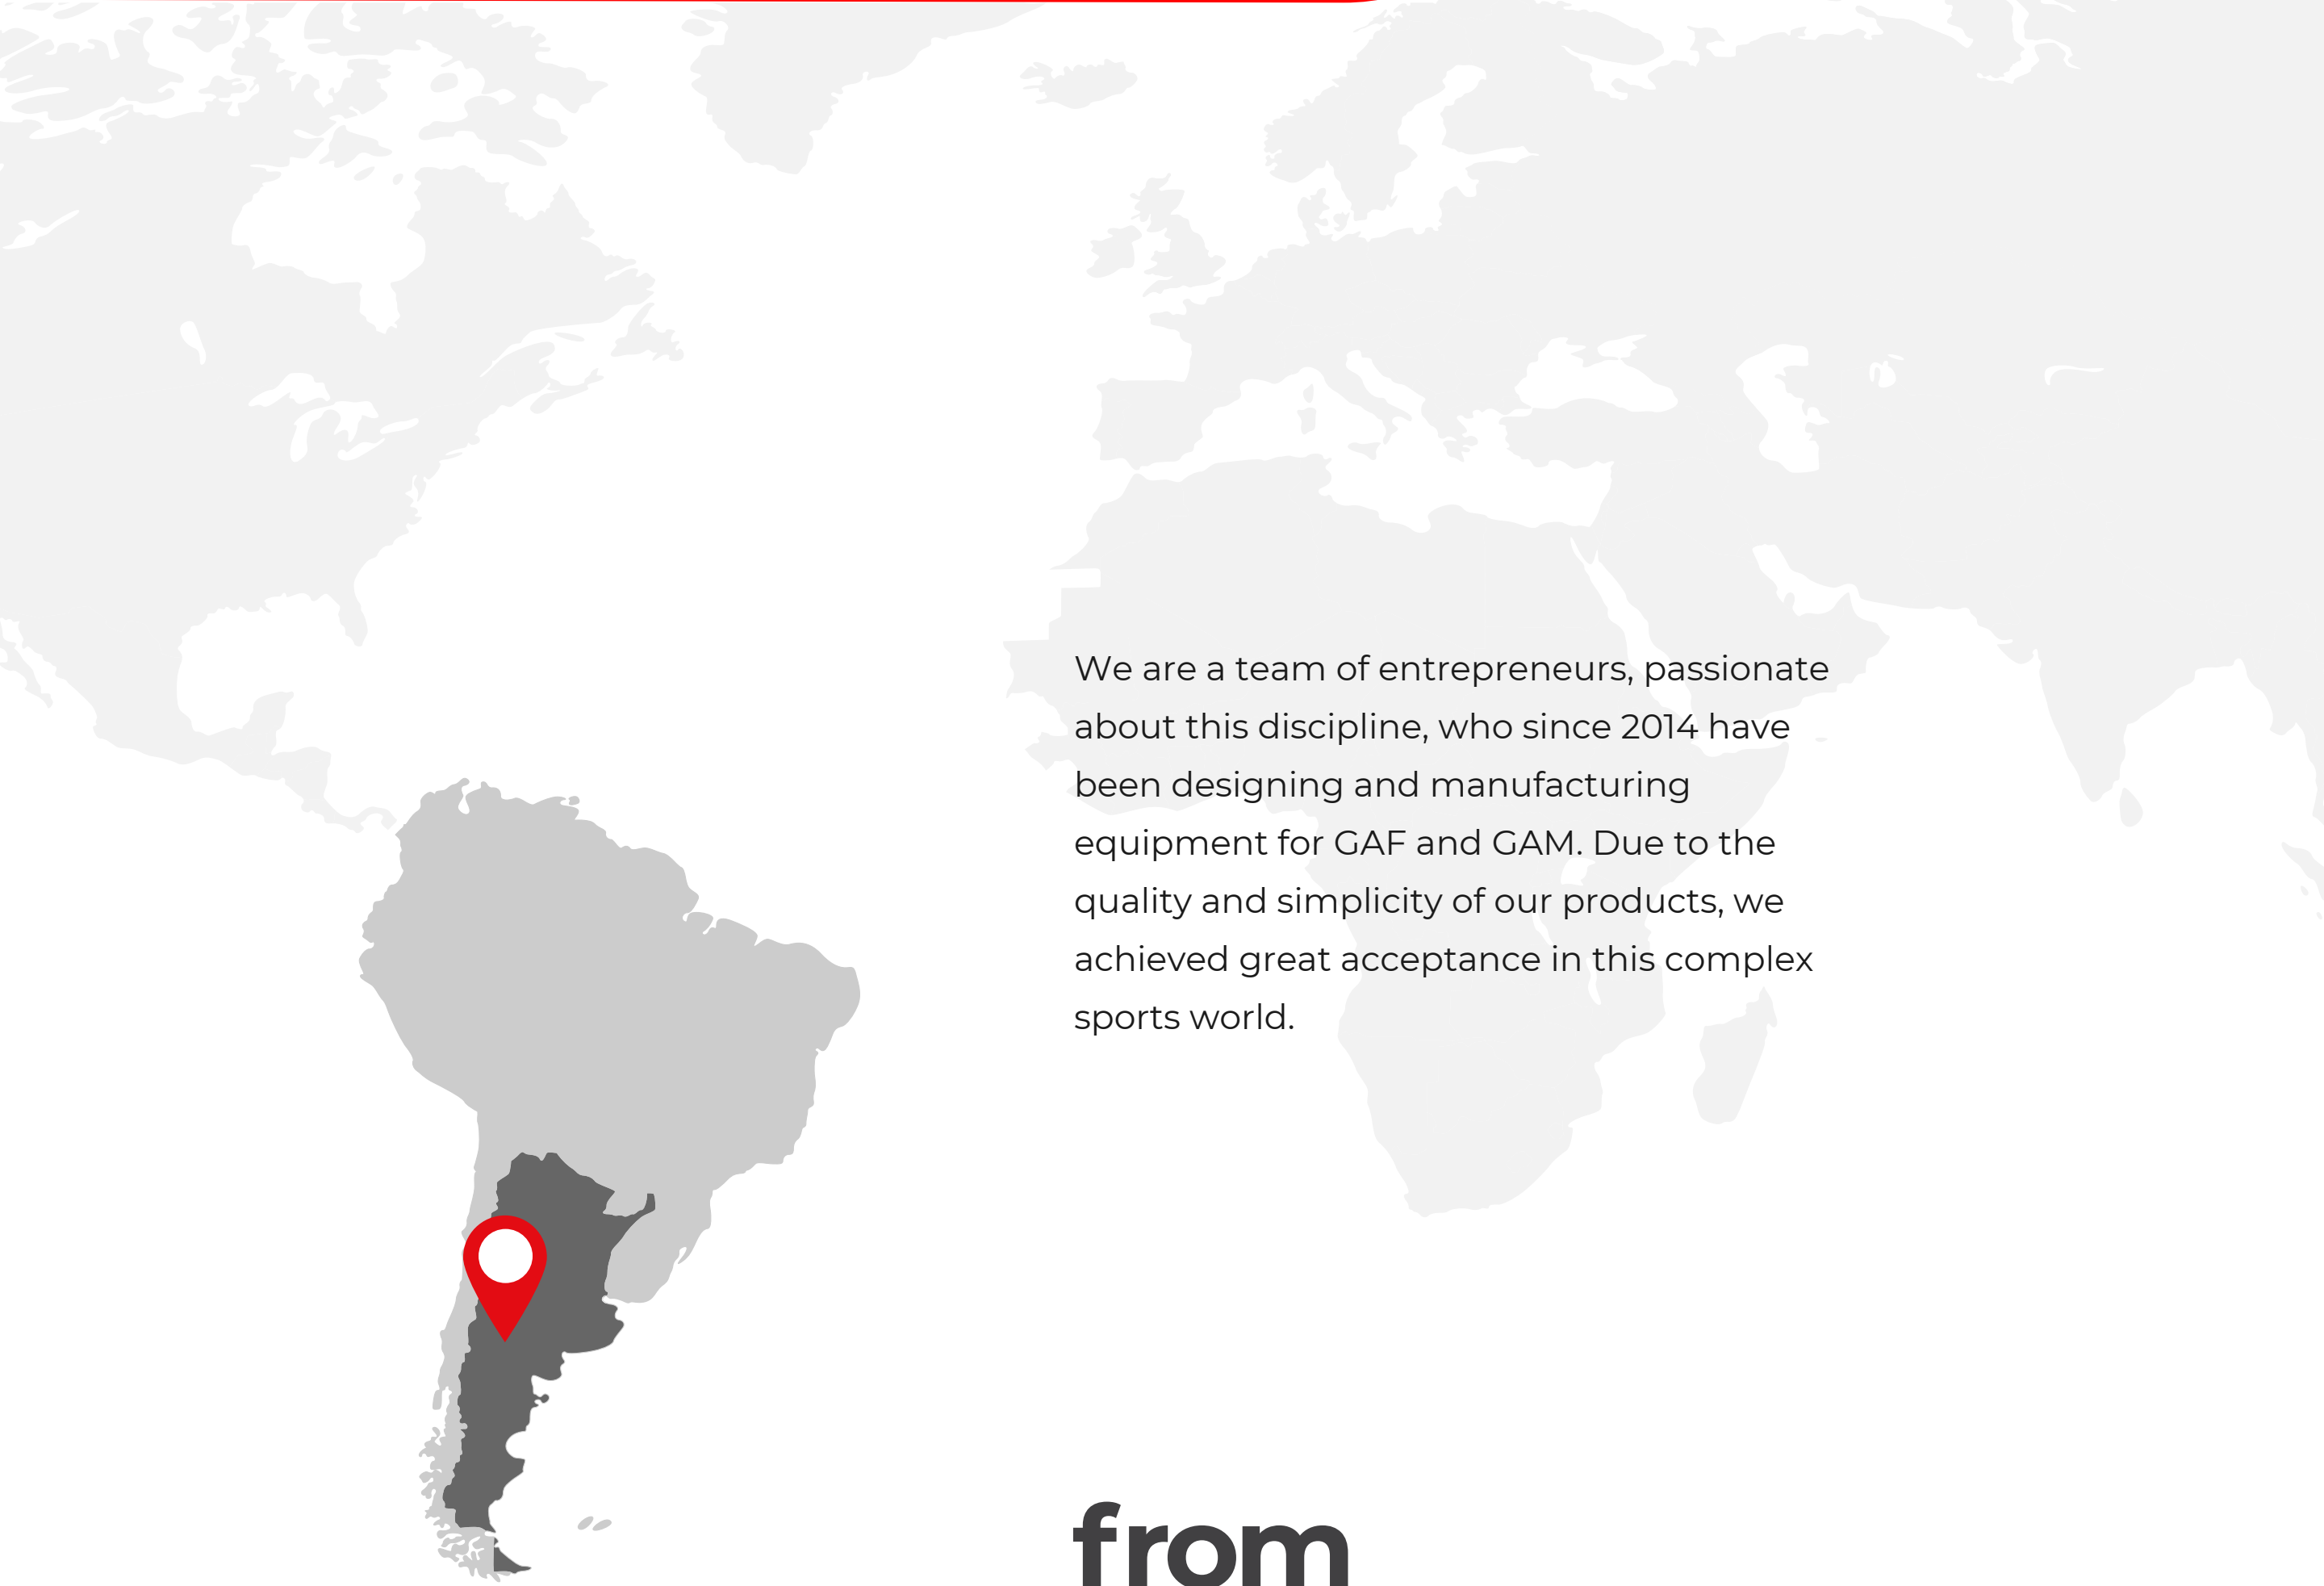 We are a team of entrepreneurs, passionate
about this discipline, who since 2014 have
been designing and manufacturing
equipment for GAF and GAM. Due to the
quality and simplicity of our products, we
achieved great acceptance in this complex
sports world.
from